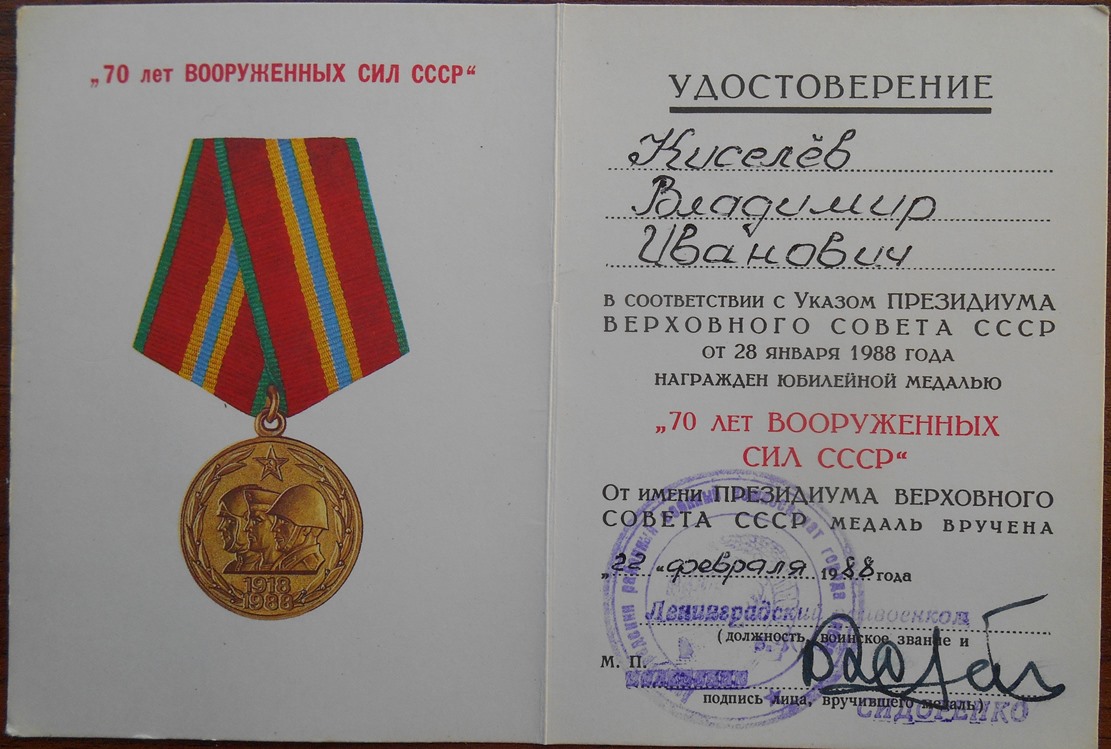 „70 лет ВООРУЖЕННЫХ СИЛ СССР“
1918
1988
УДОСТОВЕРЕНИЕ
Киселёв
Владимир
Иванович
в соответствии с Указом ПРЕЗИДИУМА
ВЕРХОВНОГО СОВЕТА СССР
от 28 января 1988 года
награжден юбилейной медалью
„70 лет ВООРУЖЕННЫХ
СИЛ СССР“
От имени ПРЕЗИДИУМА ВЕРХОВНОГО
СОВЕТА СССР медаль вручена
„22“ февраля 1988 года
Ленинградский райвоенком
(должность, воинское звание и
М. П.
подпись лица, вручившего медаль)
СИДОРЕНКО